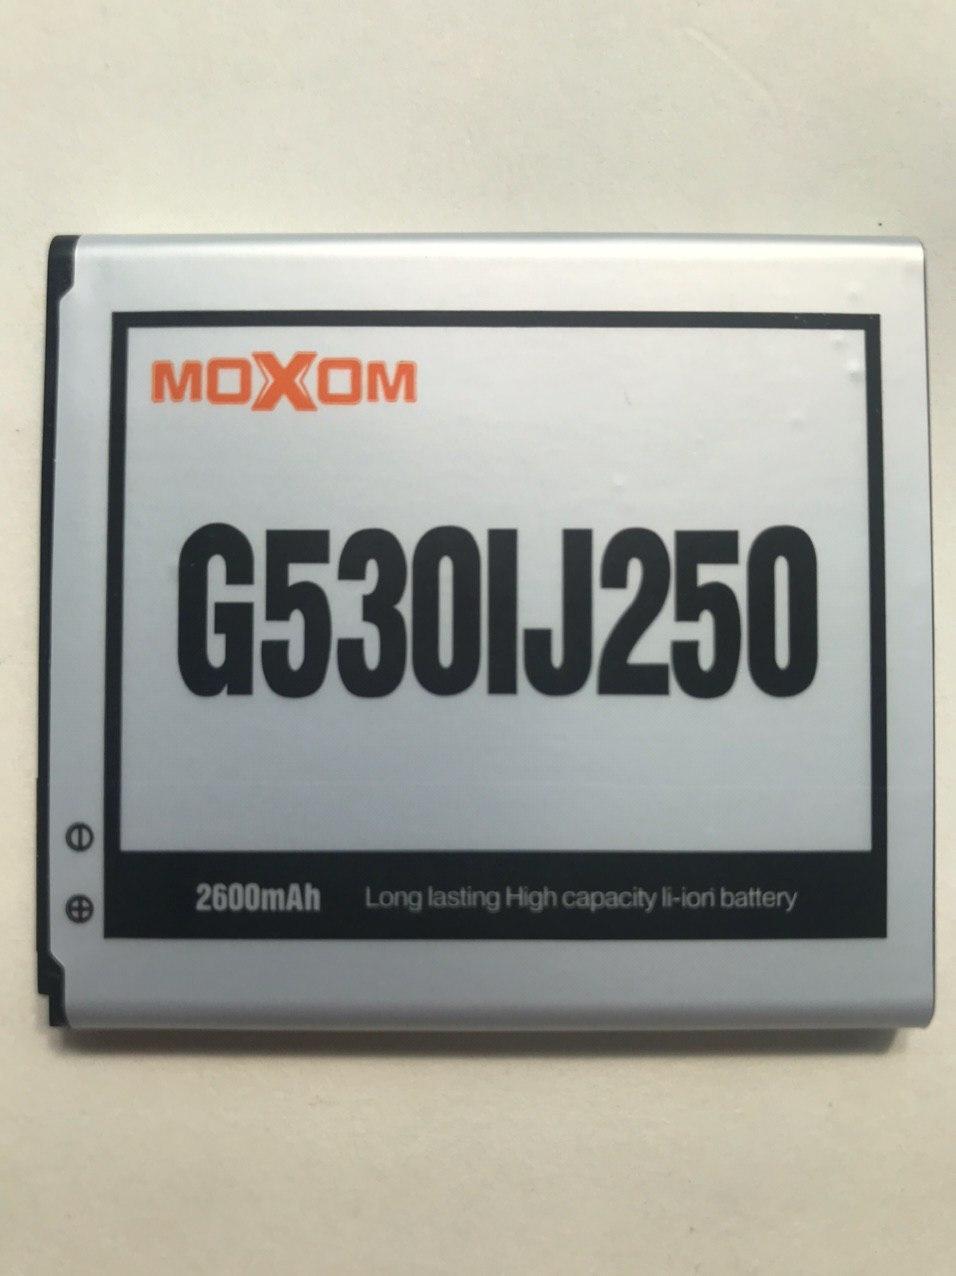 MOXOM
G530IJ250
2600mAh Long lasting High capacity li-ion battery